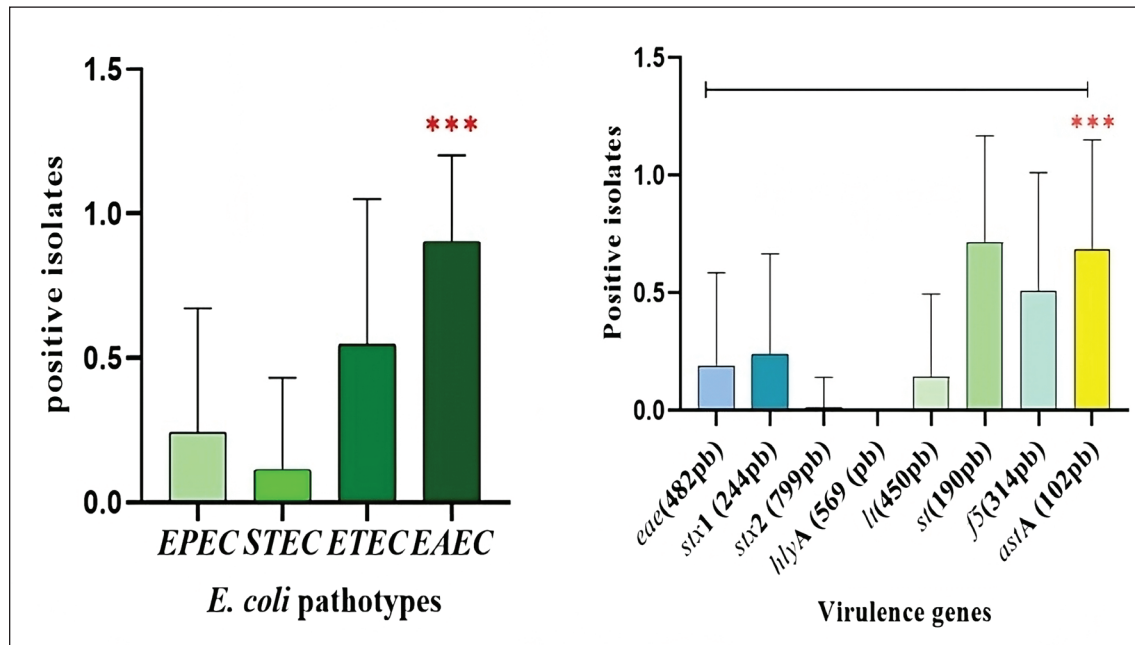 1.5
1.0
0.5
0.0
positive isolates
***
EPEC STEC ETEC EAEC
E. coli pathotypes
1.5
1.0
0.5
0.0
Positive isolates
***
eae(482pb)
stx1 (244pb)
stx2 (799pb)
hlyA (569 (pb)
lt(450pb)
st(190pb)
f5(314pb)
astA (102pb)
Virulence genes